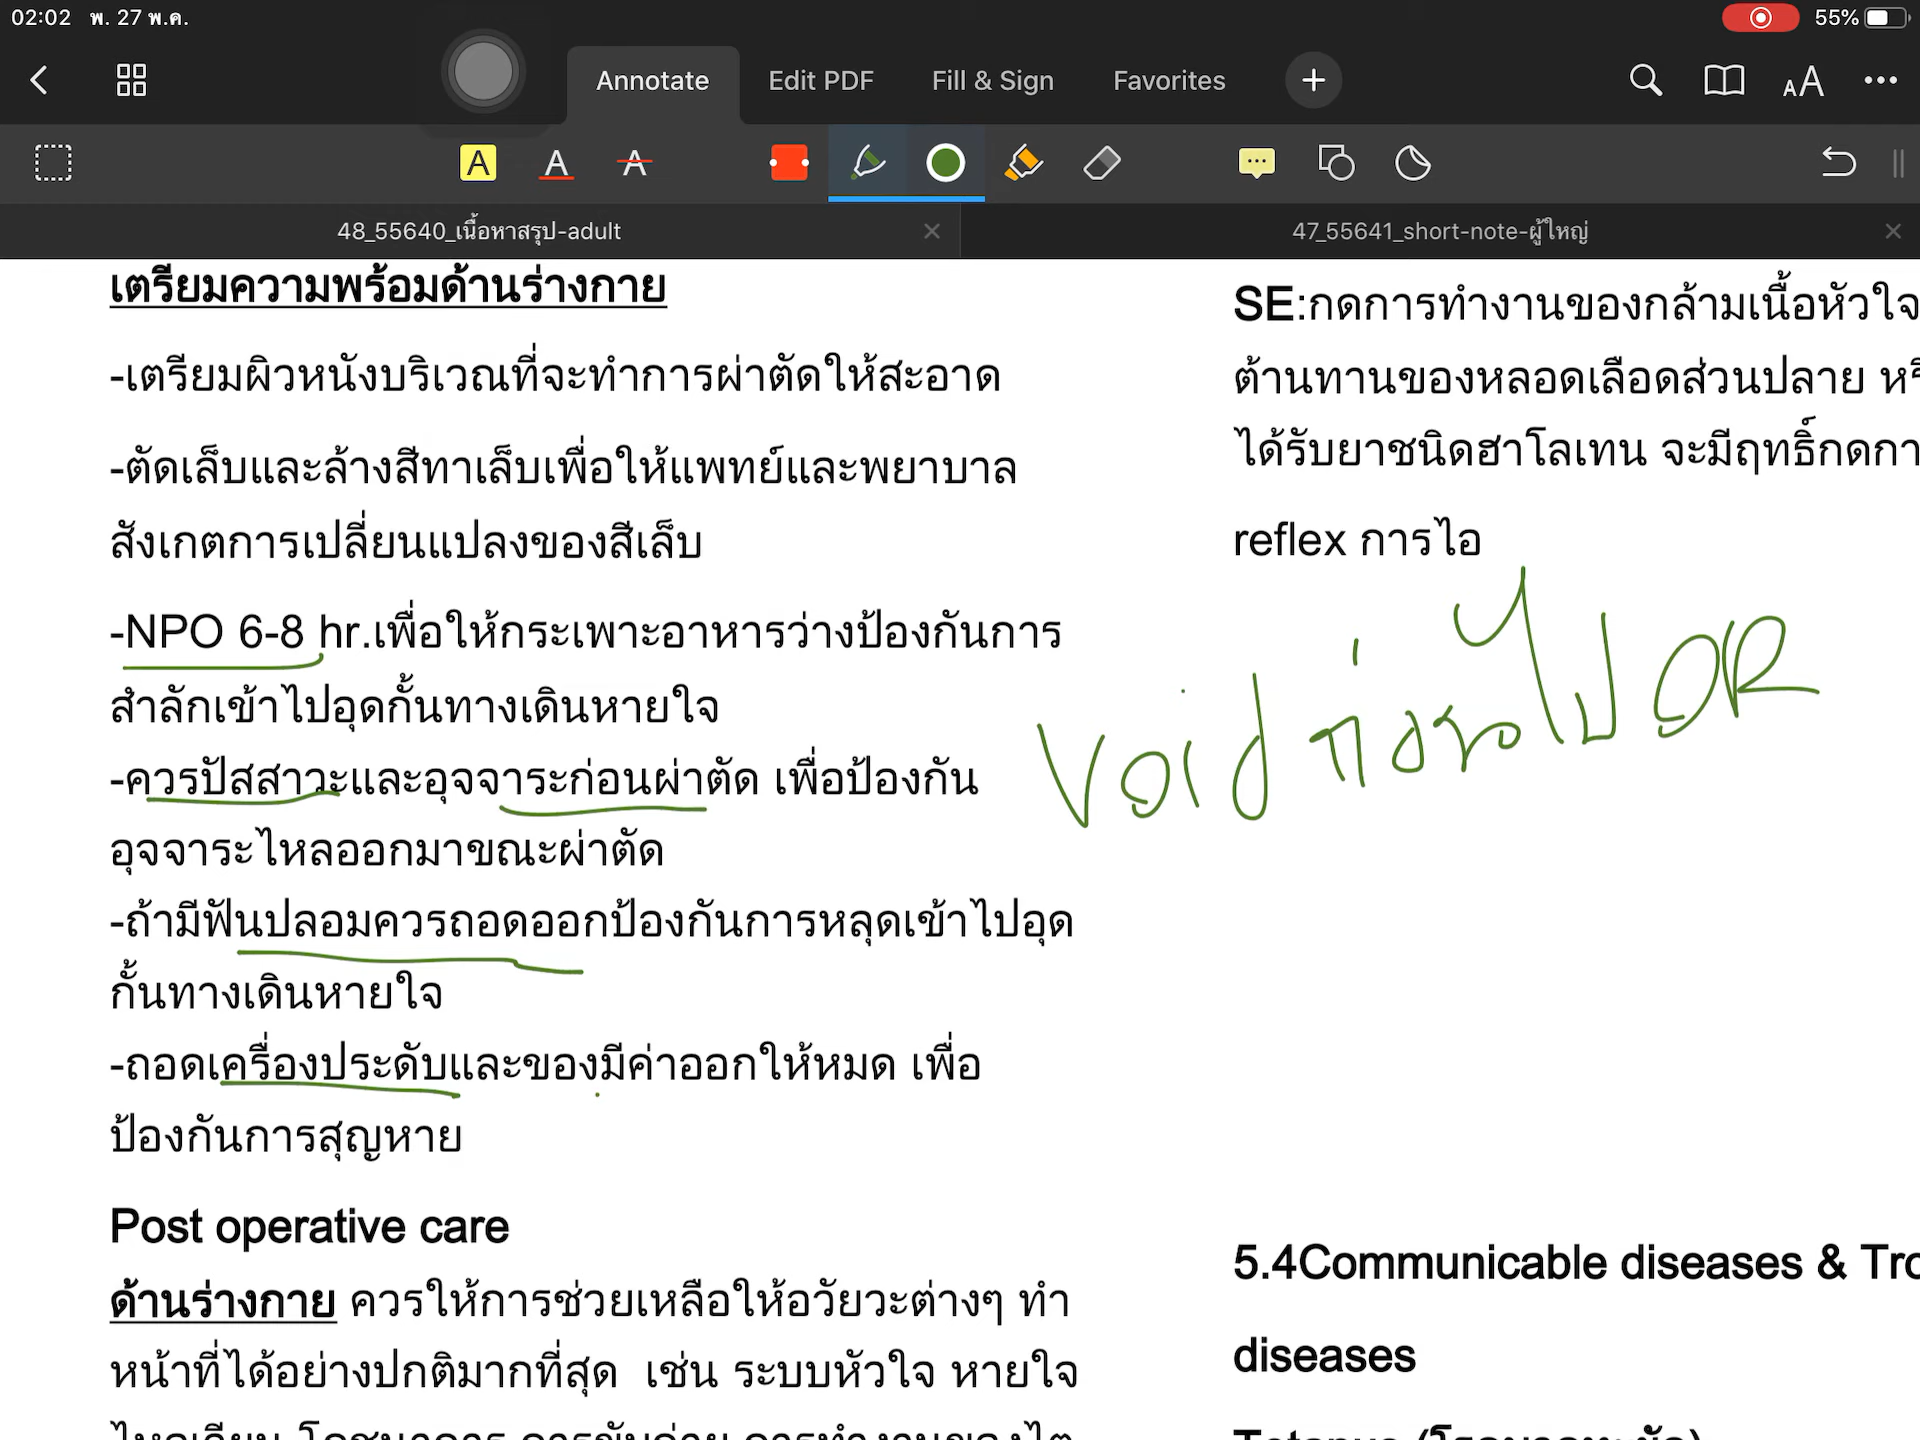 02:02 พ. 27 พ.ค.
55%
Annotate
Edit PDF
Fill & Sign
Favorites
48_55640_เนื้อหาสรุป-adult
47_55641_short-note-ผู้ใหญ่
เตรียมความพร้อมด้านร่างกาย
-เตรียมผิวหนังบริเวณที่จะทำการผ่าตัดให้สะอาด
-ตัดเล็บและล้างสีทาเล็บเพื่อให้แพทย์และพยาบาล
สังเกตการเปลี่ยนแปลงของสีเล็บ
-NPO 6-8 hr.เพื่อให้กระเพาะอาหารว่างป้องกันการ
สำลักเข้าไปอุดกั้นทางเดินหายใจ
-ควรปัสสาวะและอุจจาระก่อนผ่าตัด เพื่อป้องกัน
อุจจาระไหลออกมาขณะผ่าตัด
-ถ้ามีฟันปลอมควรถอดออกป้องกันการหลุดเข้าไปอุด
กั้นทางเดินหายใจ
-ถอดเครื่องประดับและของมีค่าออกให้หมด เพื่อ
ป้องกันการสุญหาย
Post operative care
ด้านร่างกาย ควรให้การช่วยเหลือให้อวัยวะต่างๆ ทำ
หน้าที่ได้อย่างปกติมากที่สุด เช่น ระบบหัวใจ หายใจ
SE:กดการทำงานของกล้ามเนื้อหัวใจ
ต้านทานของหลอดเลือดส่วนปลาย
ได้รับยาชนิดฮาโลเทน จะมีฤทธิ์กดกา
reflex การไอ
void ไป OR
5.4Communicable diseases & Tro
diseases